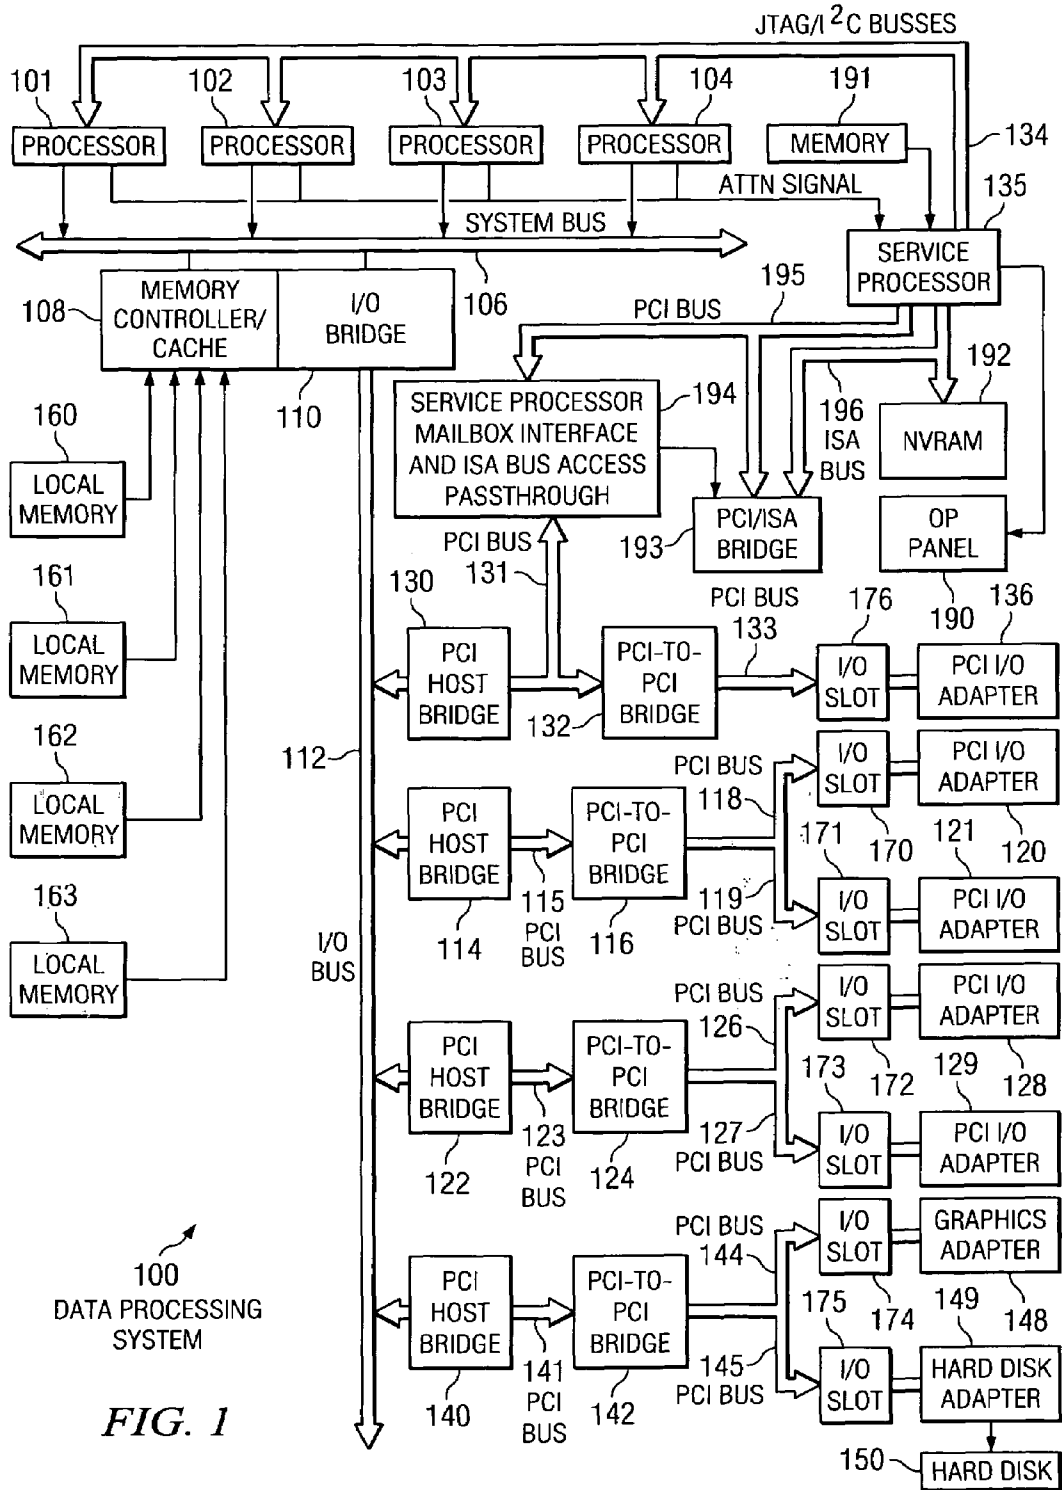 JTAG/I²C BUSSES
101
102
103
104
191
PROCESSOR
PROCESSOR
PROCESSOR
PROCESSOR
MEMORY
134
ATTN SIGNAL
135
SYSTEM BUS
SERVICE
PROCESSOR
108
MEMORY
CONTROLLER/
CACHE
I/O
BRIDGE
106
195
PCI BUS
110
192
194
196
ISA
BUS
NVRAM
SERVICE PROCESSOR
MAILBOX INTERFACE
AND ISA BUS ACCESS
PASSTHROUGH
160
LOCAL
MEMORY
PCI/ISA
BRIDGE
193
OP
PANEL
190
PCI BUS
131
161
LOCAL
MEMORY
130
PCI
HOST
BRIDGE
PCI-TO-
PCI
BRIDGE
132
PCI BUS
133
176
I/O
SLOT
136
PCI I/O
ADAPTER
162
LOCAL
MEMORY
112
PCI BUS
118
I/O
SLOT
170
PCI I/O
ADAPTER
120
PCI
HOST
BRIDGE
114
115
PCI
BUS
PCI-TO-
PCI
BRIDGE
116
119
PCI BUS
171
I/O
SLOT
121
PCI I/O
ADAPTER
163
LOCAL
MEMORY
I/O
BUS
PCI BUS
126
I/O
SLOT
172
PCI I/O
ADAPTER
128
PCI
HOST
BRIDGE
122
123
PCI
BUS
PCI-TO-
PCI
BRIDGE
124
127
PCI BUS
173
I/O
SLOT
129
PCI I/O
ADAPTER
PCI BUS
144
I/O
SLOT
174
GRAPHICS
ADAPTER
148
PCI
HOST
BRIDGE
140
141
PCI
BUS
PCI-TO-
PCI
BRIDGE
142
145
PCI BUS
175
I/O
SLOT
149
HARD DISK
ADAPTER
150
HARD DISK
100
DATA PROCESSING
SYSTEM
FIG. 1